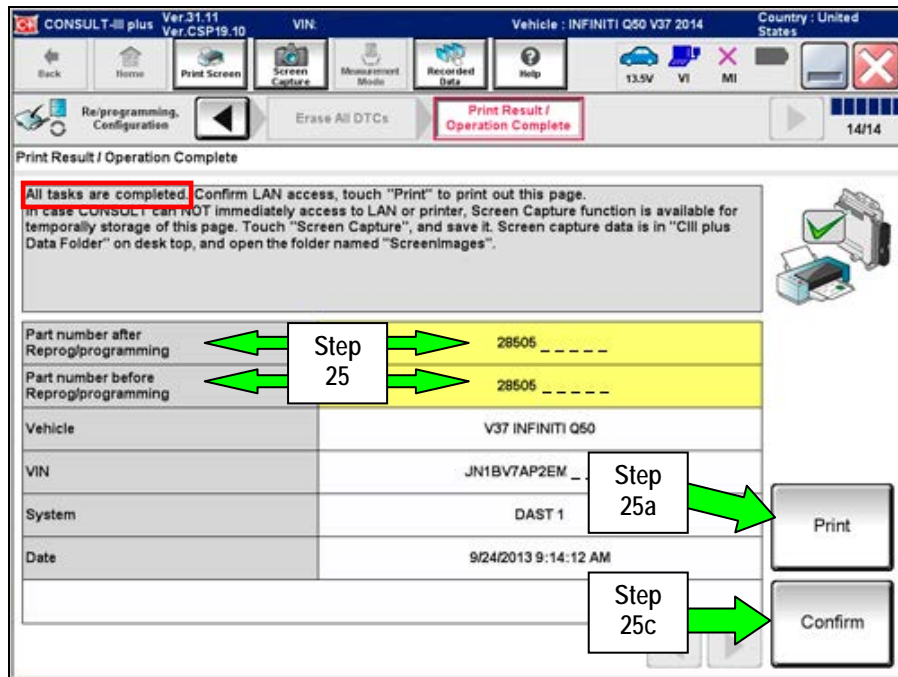 CONSULT-III plus Ver.31.11 VIN: Vehicle : INFINITI Q50 V37 2014 Country : United
Ver.CSP19.10 States
Back Home Print Screen Screen Capture Measurement Mode Recorded Data Help 13.5V VI MI
Re/programming, Configuration Erase All DTCs Print Result / Operation Complete 14/14
Print Result / Operation Complete
All tasks are completed. Confirm LAN access, touch "Print" to print out this page.
In case CONSULT can NOT immediately access to LAN or printer, Screen Capture function is available for
temporally storage of this page. Touch "Screen Capture", and save it. Screen capture data is in "CIII plus
Data Folder" on desk top, and open the folder named "ScreenImages".
Part number after
Reprog/programming
28505 _ _ _ _ _
Step
25
Part number before
Reprog/programming
28505 _ _ _ _ _
Vehicle V37 INFINITI Q50
VIN JN1BV7AP2EM _ _
Step
25a
System DAST 1
Print
Date 9/24/2013 9:14:12 AM
Step
25c
Confirm